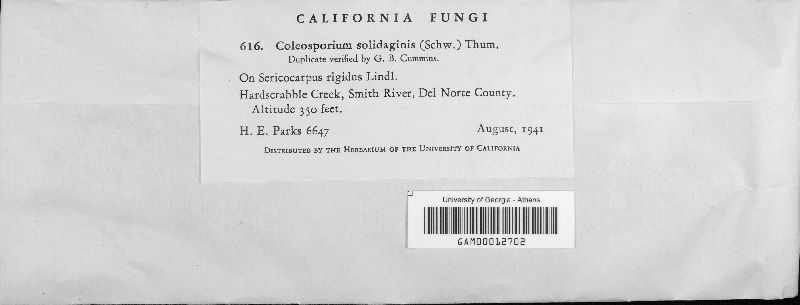 CALIFORNIA FUNGI
616. Coleosporium solidaginis (Schw.) Thum.
Duplicate verified by G. B. Cummins.
On Sericocarpus rigidus Lindl.
Hardscrabble Creek, Smith River, Del Norte County.
Altitude 330 feet.
H. E. Parks 6647 August, 1941
Distributed by the Herbarium of the University of California
University of Georgia - Athens
GAM00012702